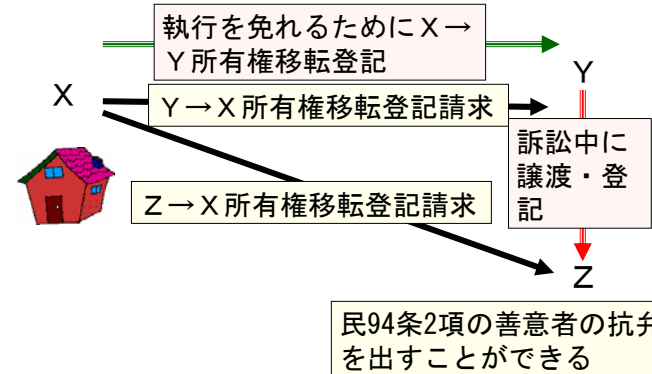 執行を免れるためにＸ→
Ｙ所有権移転登記
Ｙ
Ｘ
Ｙ→Ｘ所有権移転登記請求
訴訟中に
譲渡・登
記
Ｚ→Ｘ所有権移転登記請求
Ｚ
民94条2項の善意者の抗弁
を出すことができる